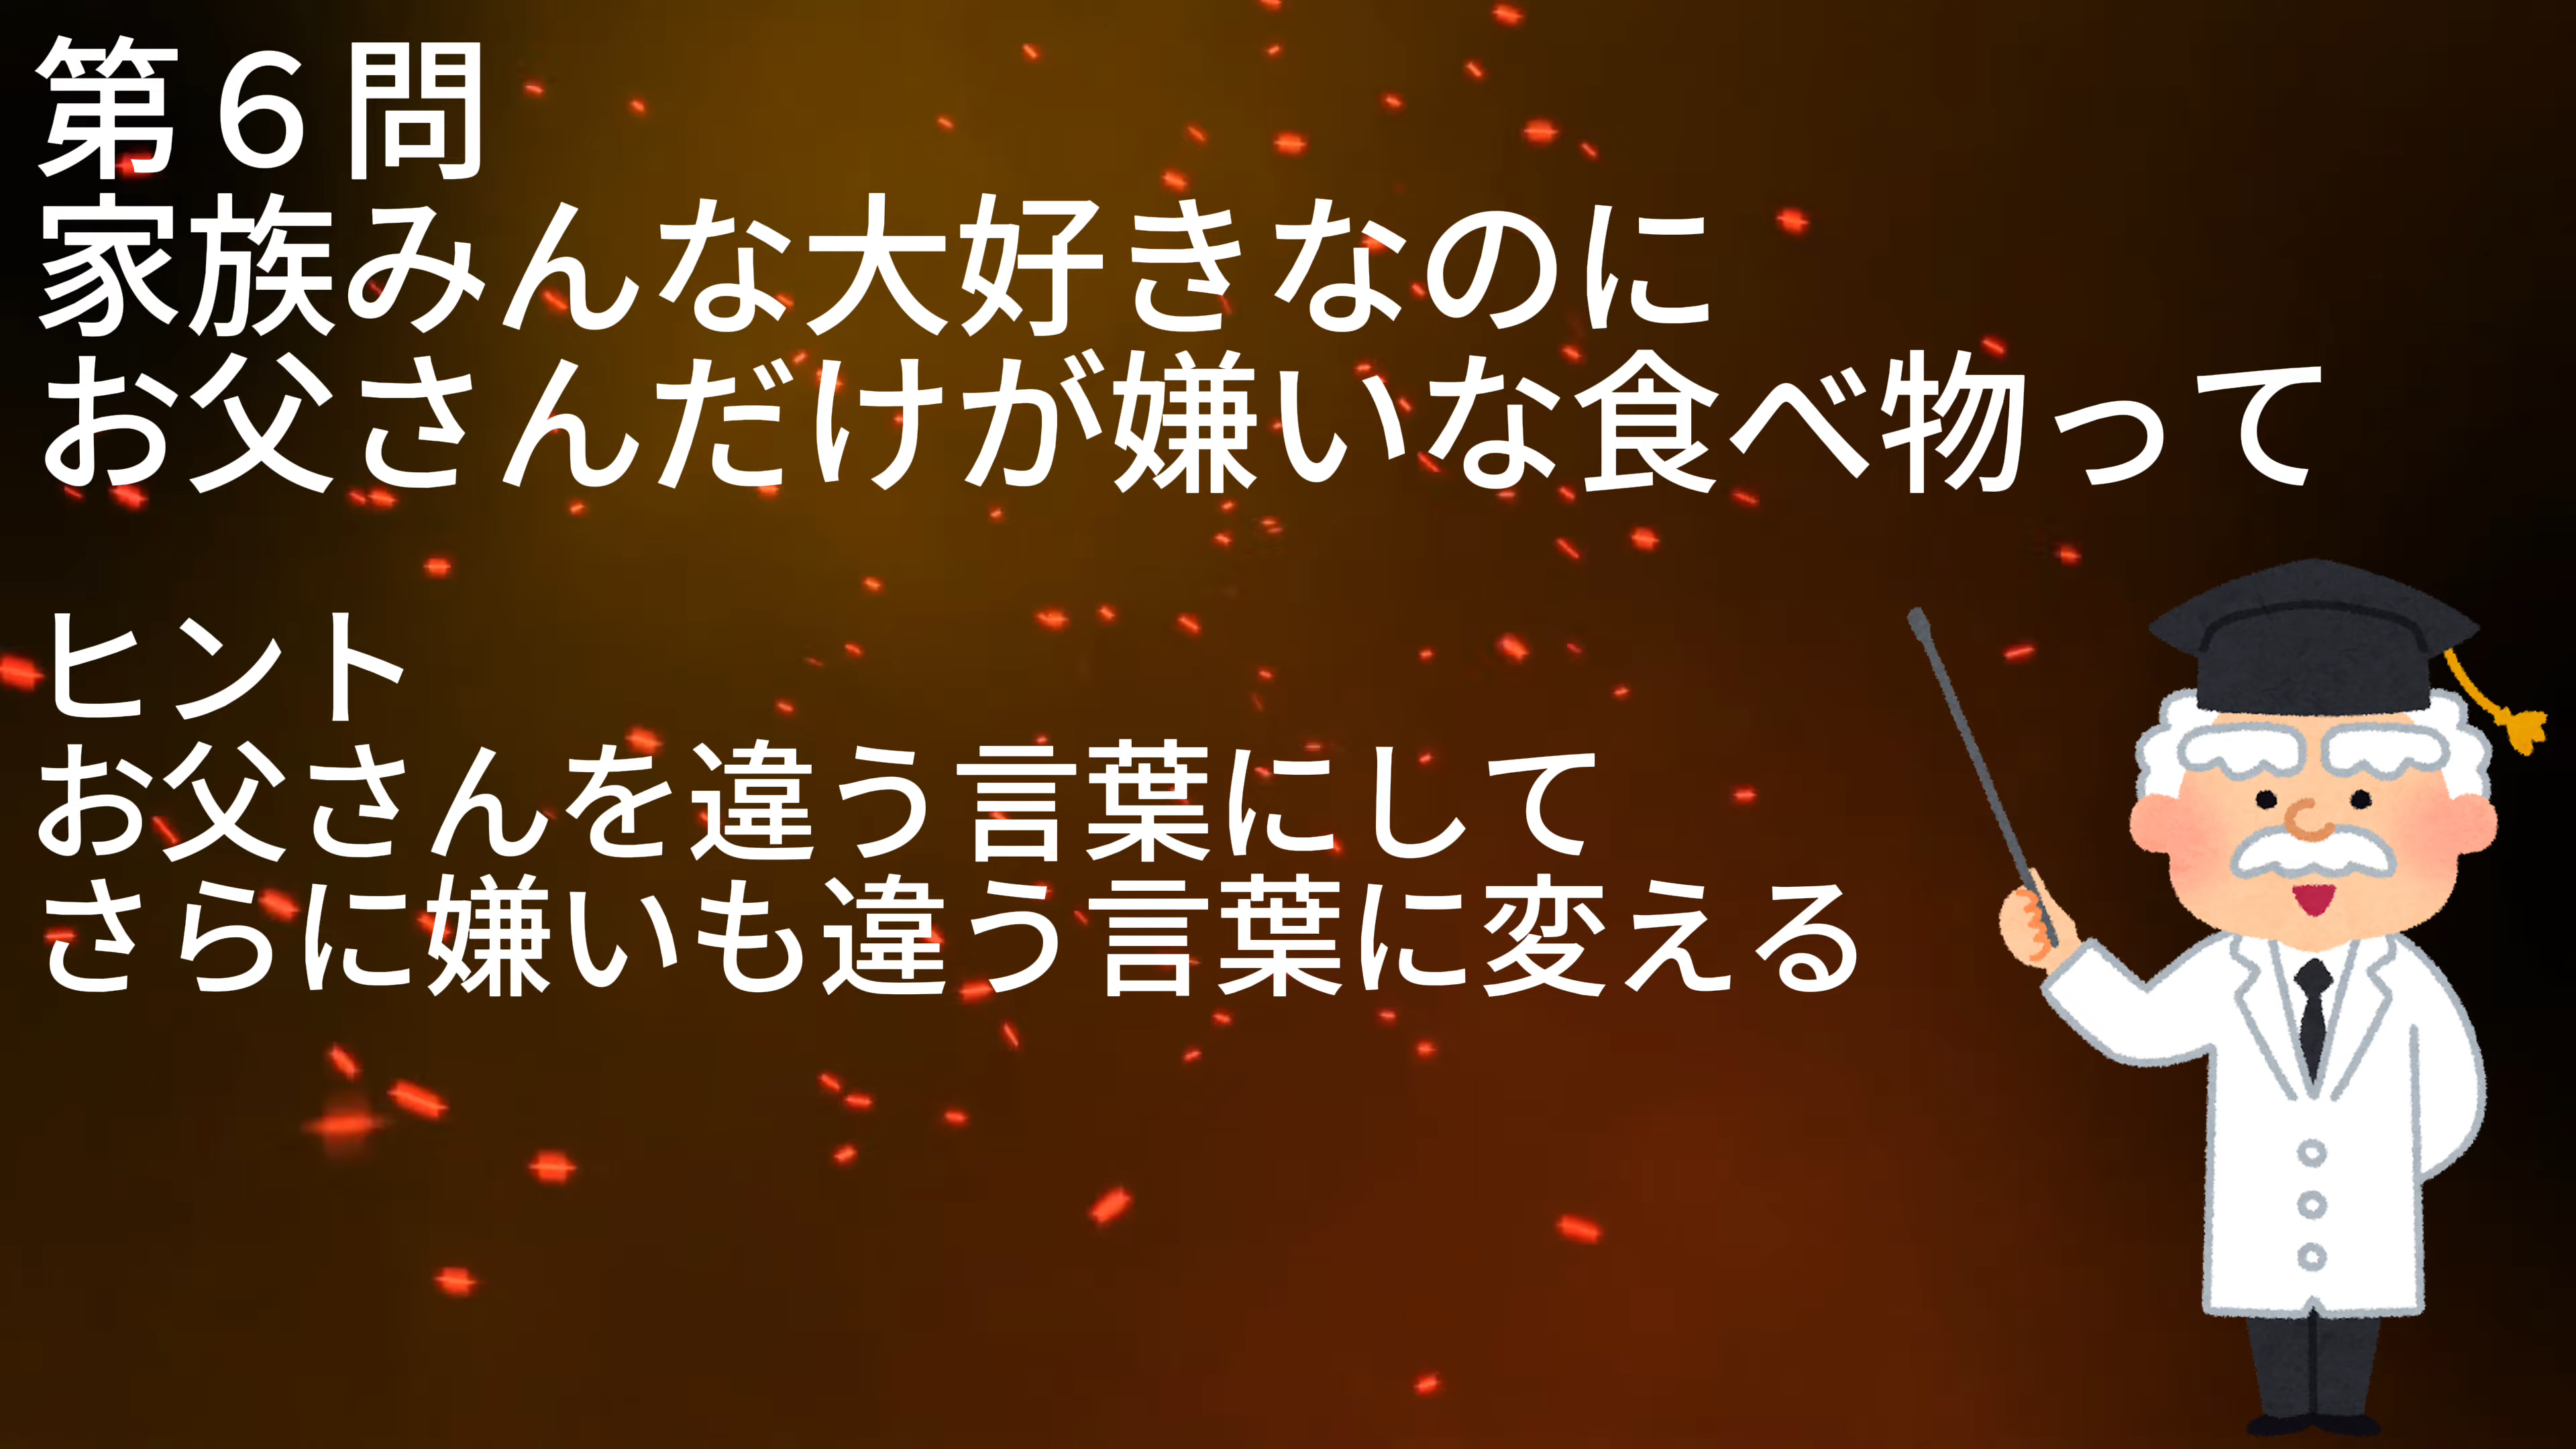 第６問
家族みんな大好きなのに
お父さんだけが嫌いな食べ物って
ヒント
お父さんを違う言葉にして
さらに嫌いも違う言葉に変える